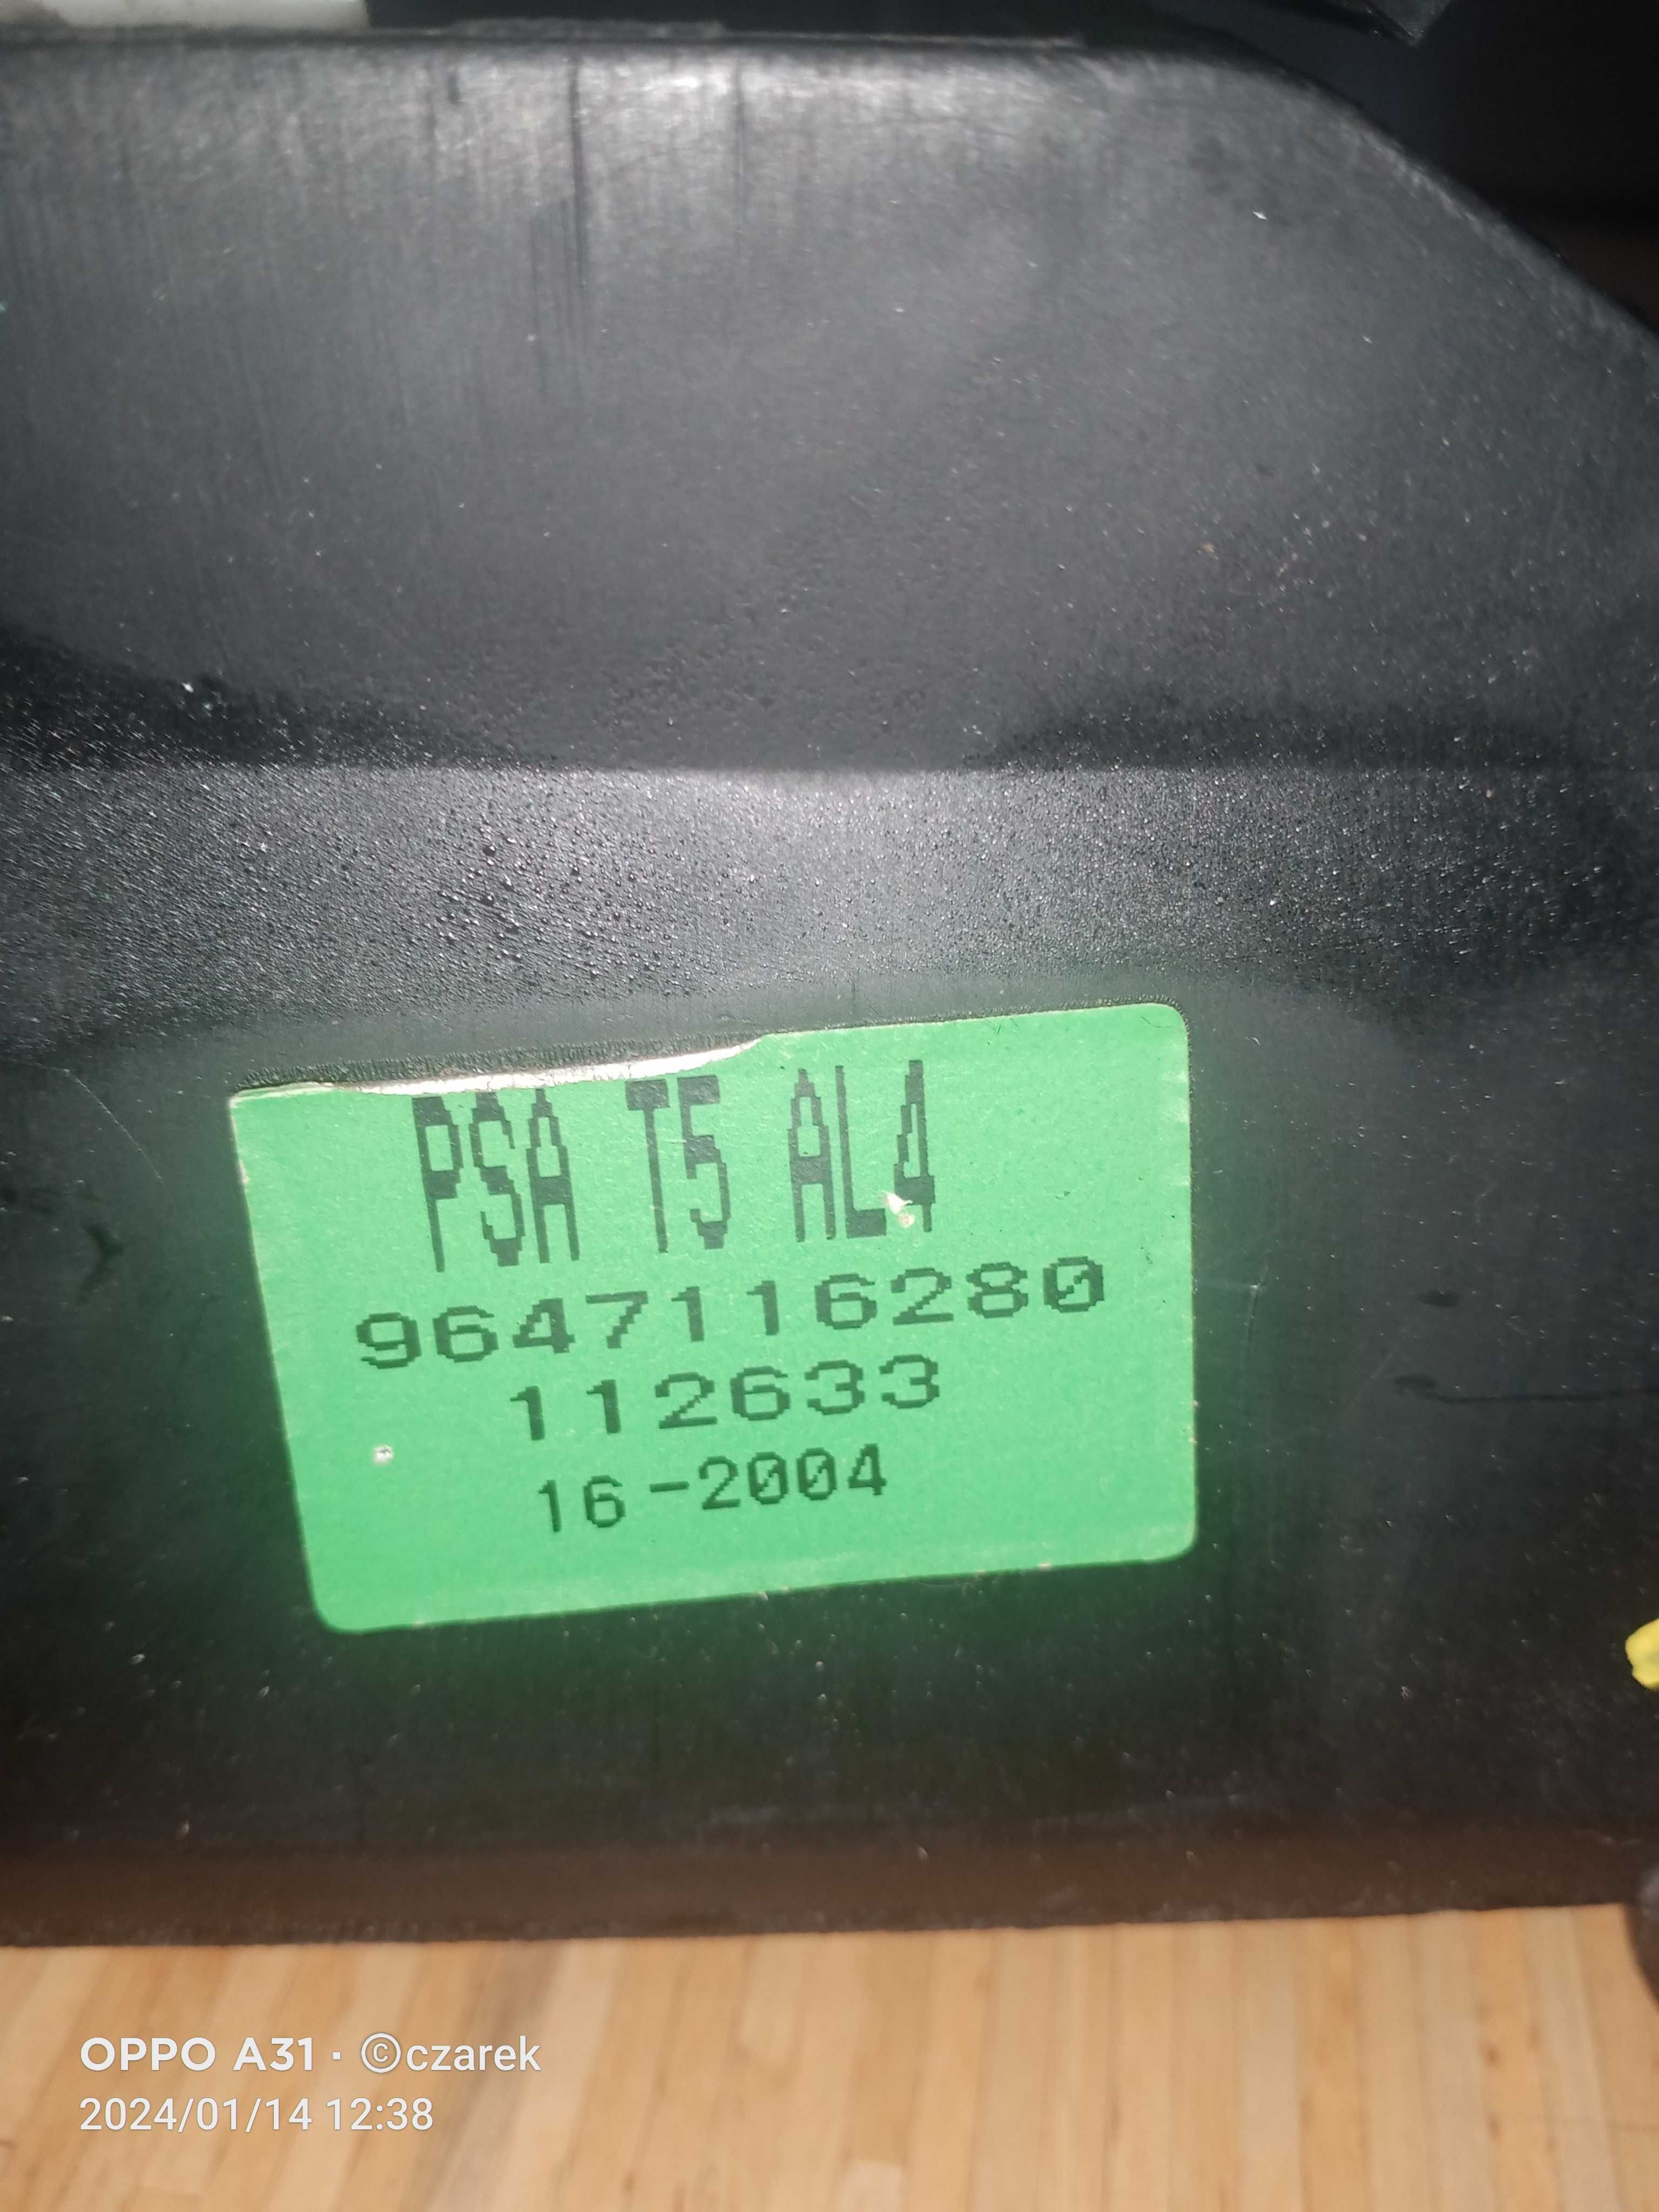 PSA T5 AL4
9647116280
112633
16-2004
OPPO A31 · ©czarek
2024/01/14 12:38